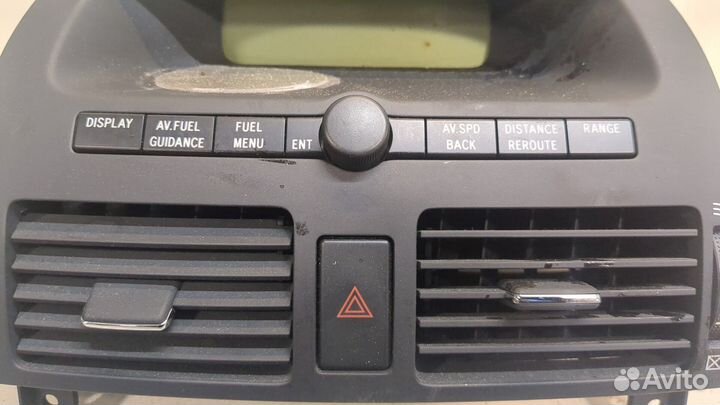 DISPLAY
AV.FUEL
GUIDANCE
FUEL
MENU
ENT
AV.SPD
BACK
DISTANCE
REROUTE
RANGE
Avito